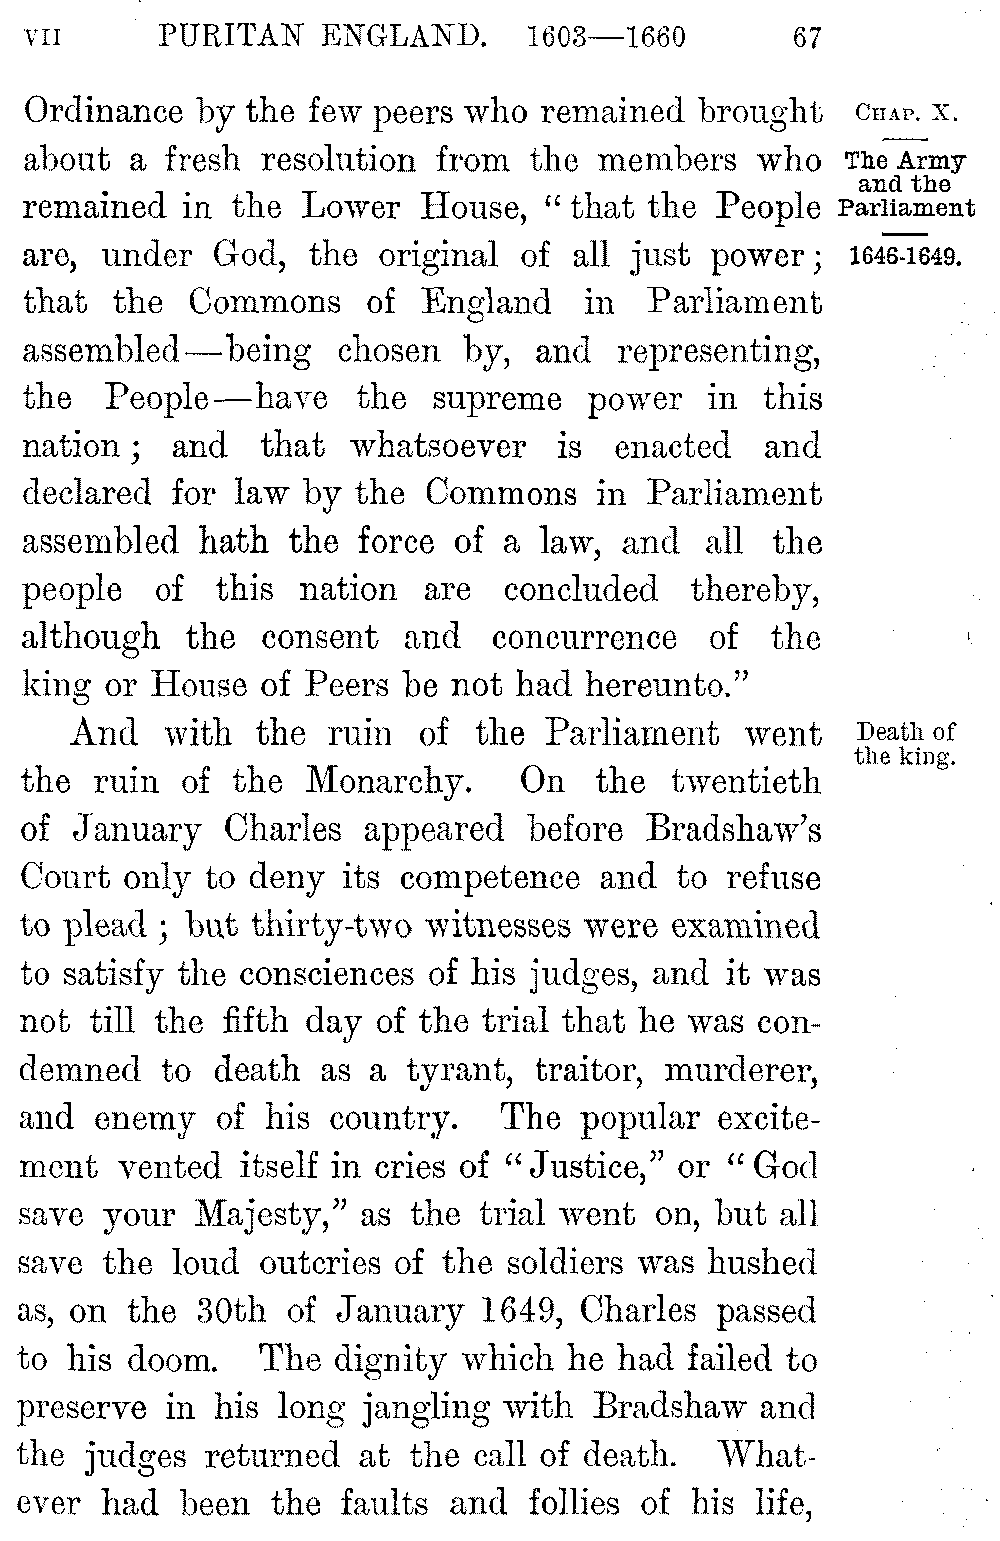 VII PURITAN ENGLAND. 1603—1660 67
Ordinance by the few peers who remained brought
about a fresh resolution from the members who
remained in the Lower House, “that the People
are, under God, the original of all just power;
that the Commons of England in Parliament
assembled—being chosen by, and representing,
the People—have the supreme power in this
nation; and that whatsoever is enacted and
declared for law by the Commons in Parliament
assembled hath the force of a law, and all the
people of this nation are concluded thereby,
although the consent and concurrence of the
king or House of Peers be not had hereunto.”
And with the ruin of the Parliament went
the ruin of the Monarchy. On the twentieth
of January Charles appeared before Bradshaw’s
Court only to deny its competence and to refuse
to plead; but thirty-two witnesses were examined
to satisfy the consciences of his judges, and it was
not till the fifth day of the trial that he was con-
demned to death as a tyrant, traitor, murderer,
and enemy of his country. The popular excite-
ment vented itself in cries of “Justice,” or “God
save your Majesty,” as the trial went on, but all
save the loud outcries of the soldiers was hushed
as, on the 30th of January 1649, Charles passed
to his doom. The dignity which he had failed to
preserve in his long jangling with Bradshaw and
the judges returned at the call of death. What-
ever had been the faults and follies of his life,
CHAP. X.
The Army
and the
Parliament
1646-1649.
Death of
the king.